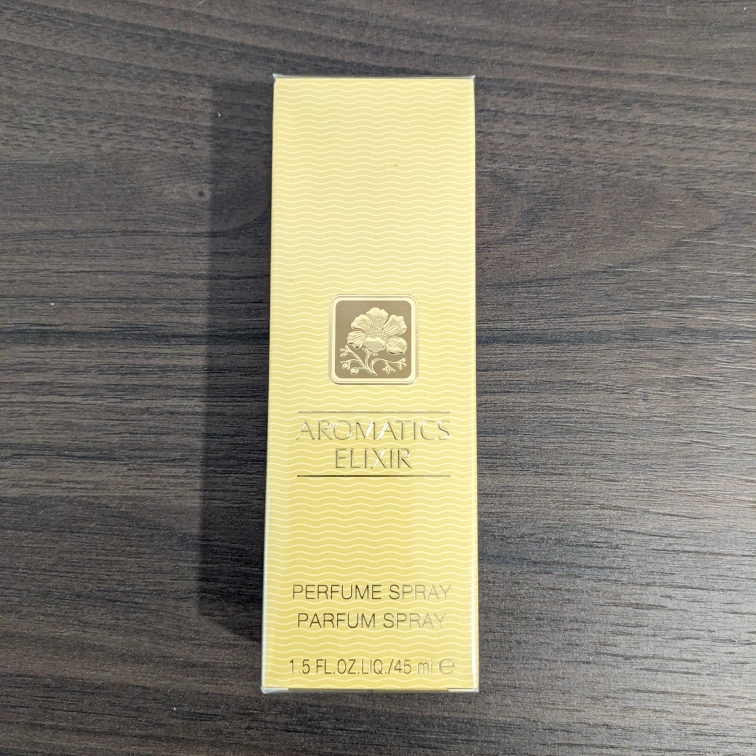 AROMATICS
ELIXIR
PERFUME SPRAY
PARFUM SPRAY
1.5 FL.OZ.LIQ./45 ml ℮